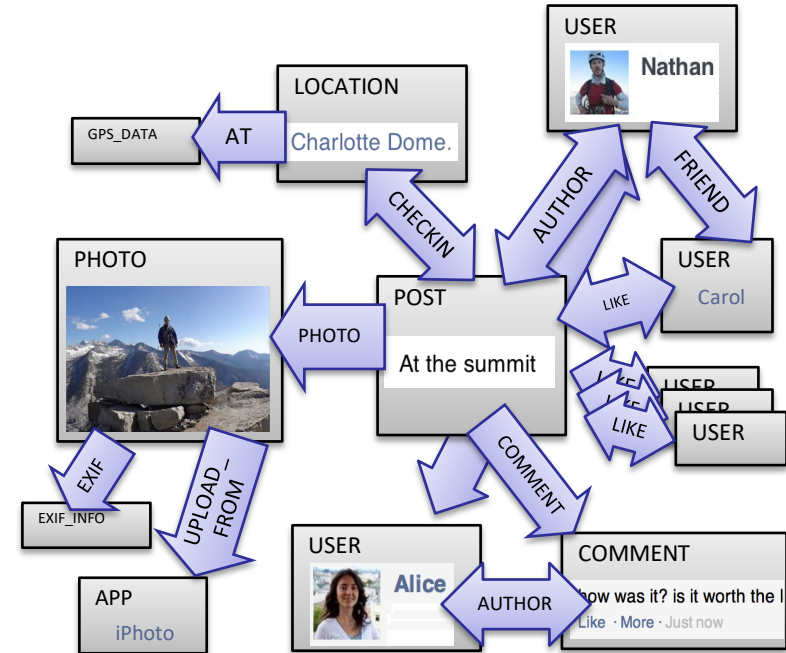 USER
Nathan
LOCATION
Charlotte Dome.
GPS_DATA
AT
CHECKIN
AUTHOR
FRIEND
PHOTO
PHOTO
POST
At the summit
LIKE
USER
Carol
LIKE
USER
LIKE
USER
LIKE
USER
EXIF
EXIF_INFO
UPLOAD_
FROM
APP
iPhoto
COMMENT
USER
Alice
AUTHOR
COMMENT
how was it? is it worth the
Like · More · Just now